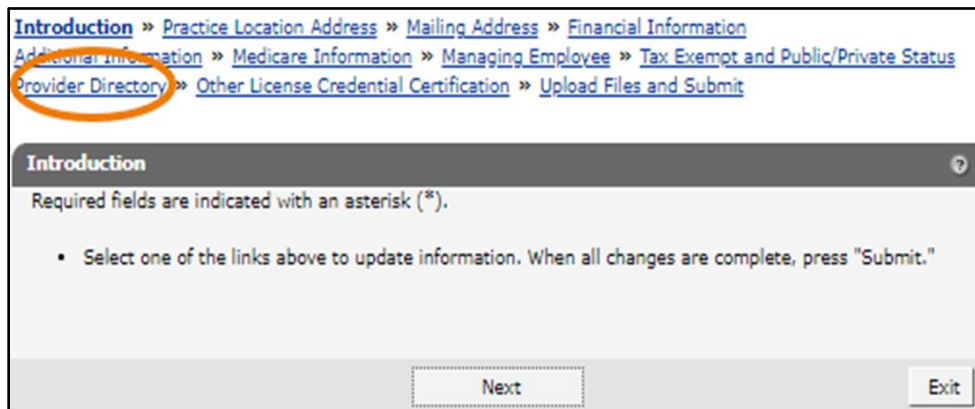 Introduction » Practice Location Address » Mailing Address » Financial Information
Additional Information » Medicare Information » Managing Employee » Tax Exempt and Public/Private Status
Provider Directory » Other License Credential Certification » Upload Files and Submit
Introduction ?
Required fields are indicated with an asterisk (*).
• Select one of the links above to update information. When all changes are complete, press "Submit."
Next Exit